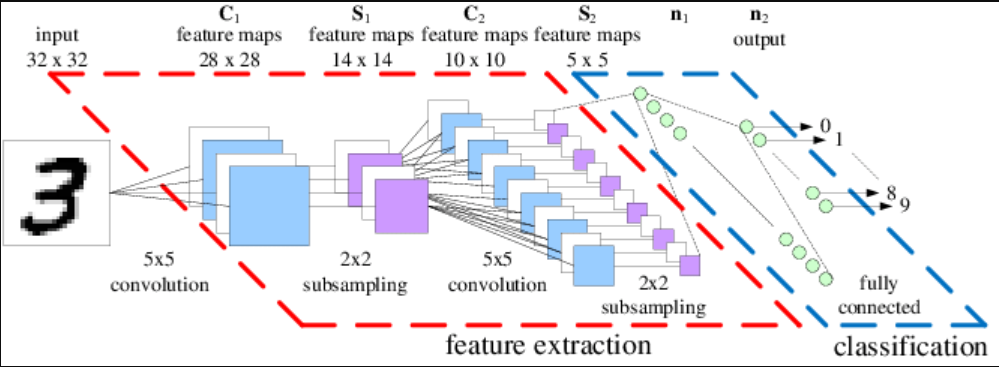 input
32 x 32
C1
feature maps
28 x 28
S1
feature maps
14 x 14
C2
feature maps
10 x 10
S2
feature maps
5 x 5
n1
n2
output
3
0
1
8
9
5x5
convolution
2x2
subsampling
5x5
convolution
2x2
subsampling
fully
connected
feature extraction
classification